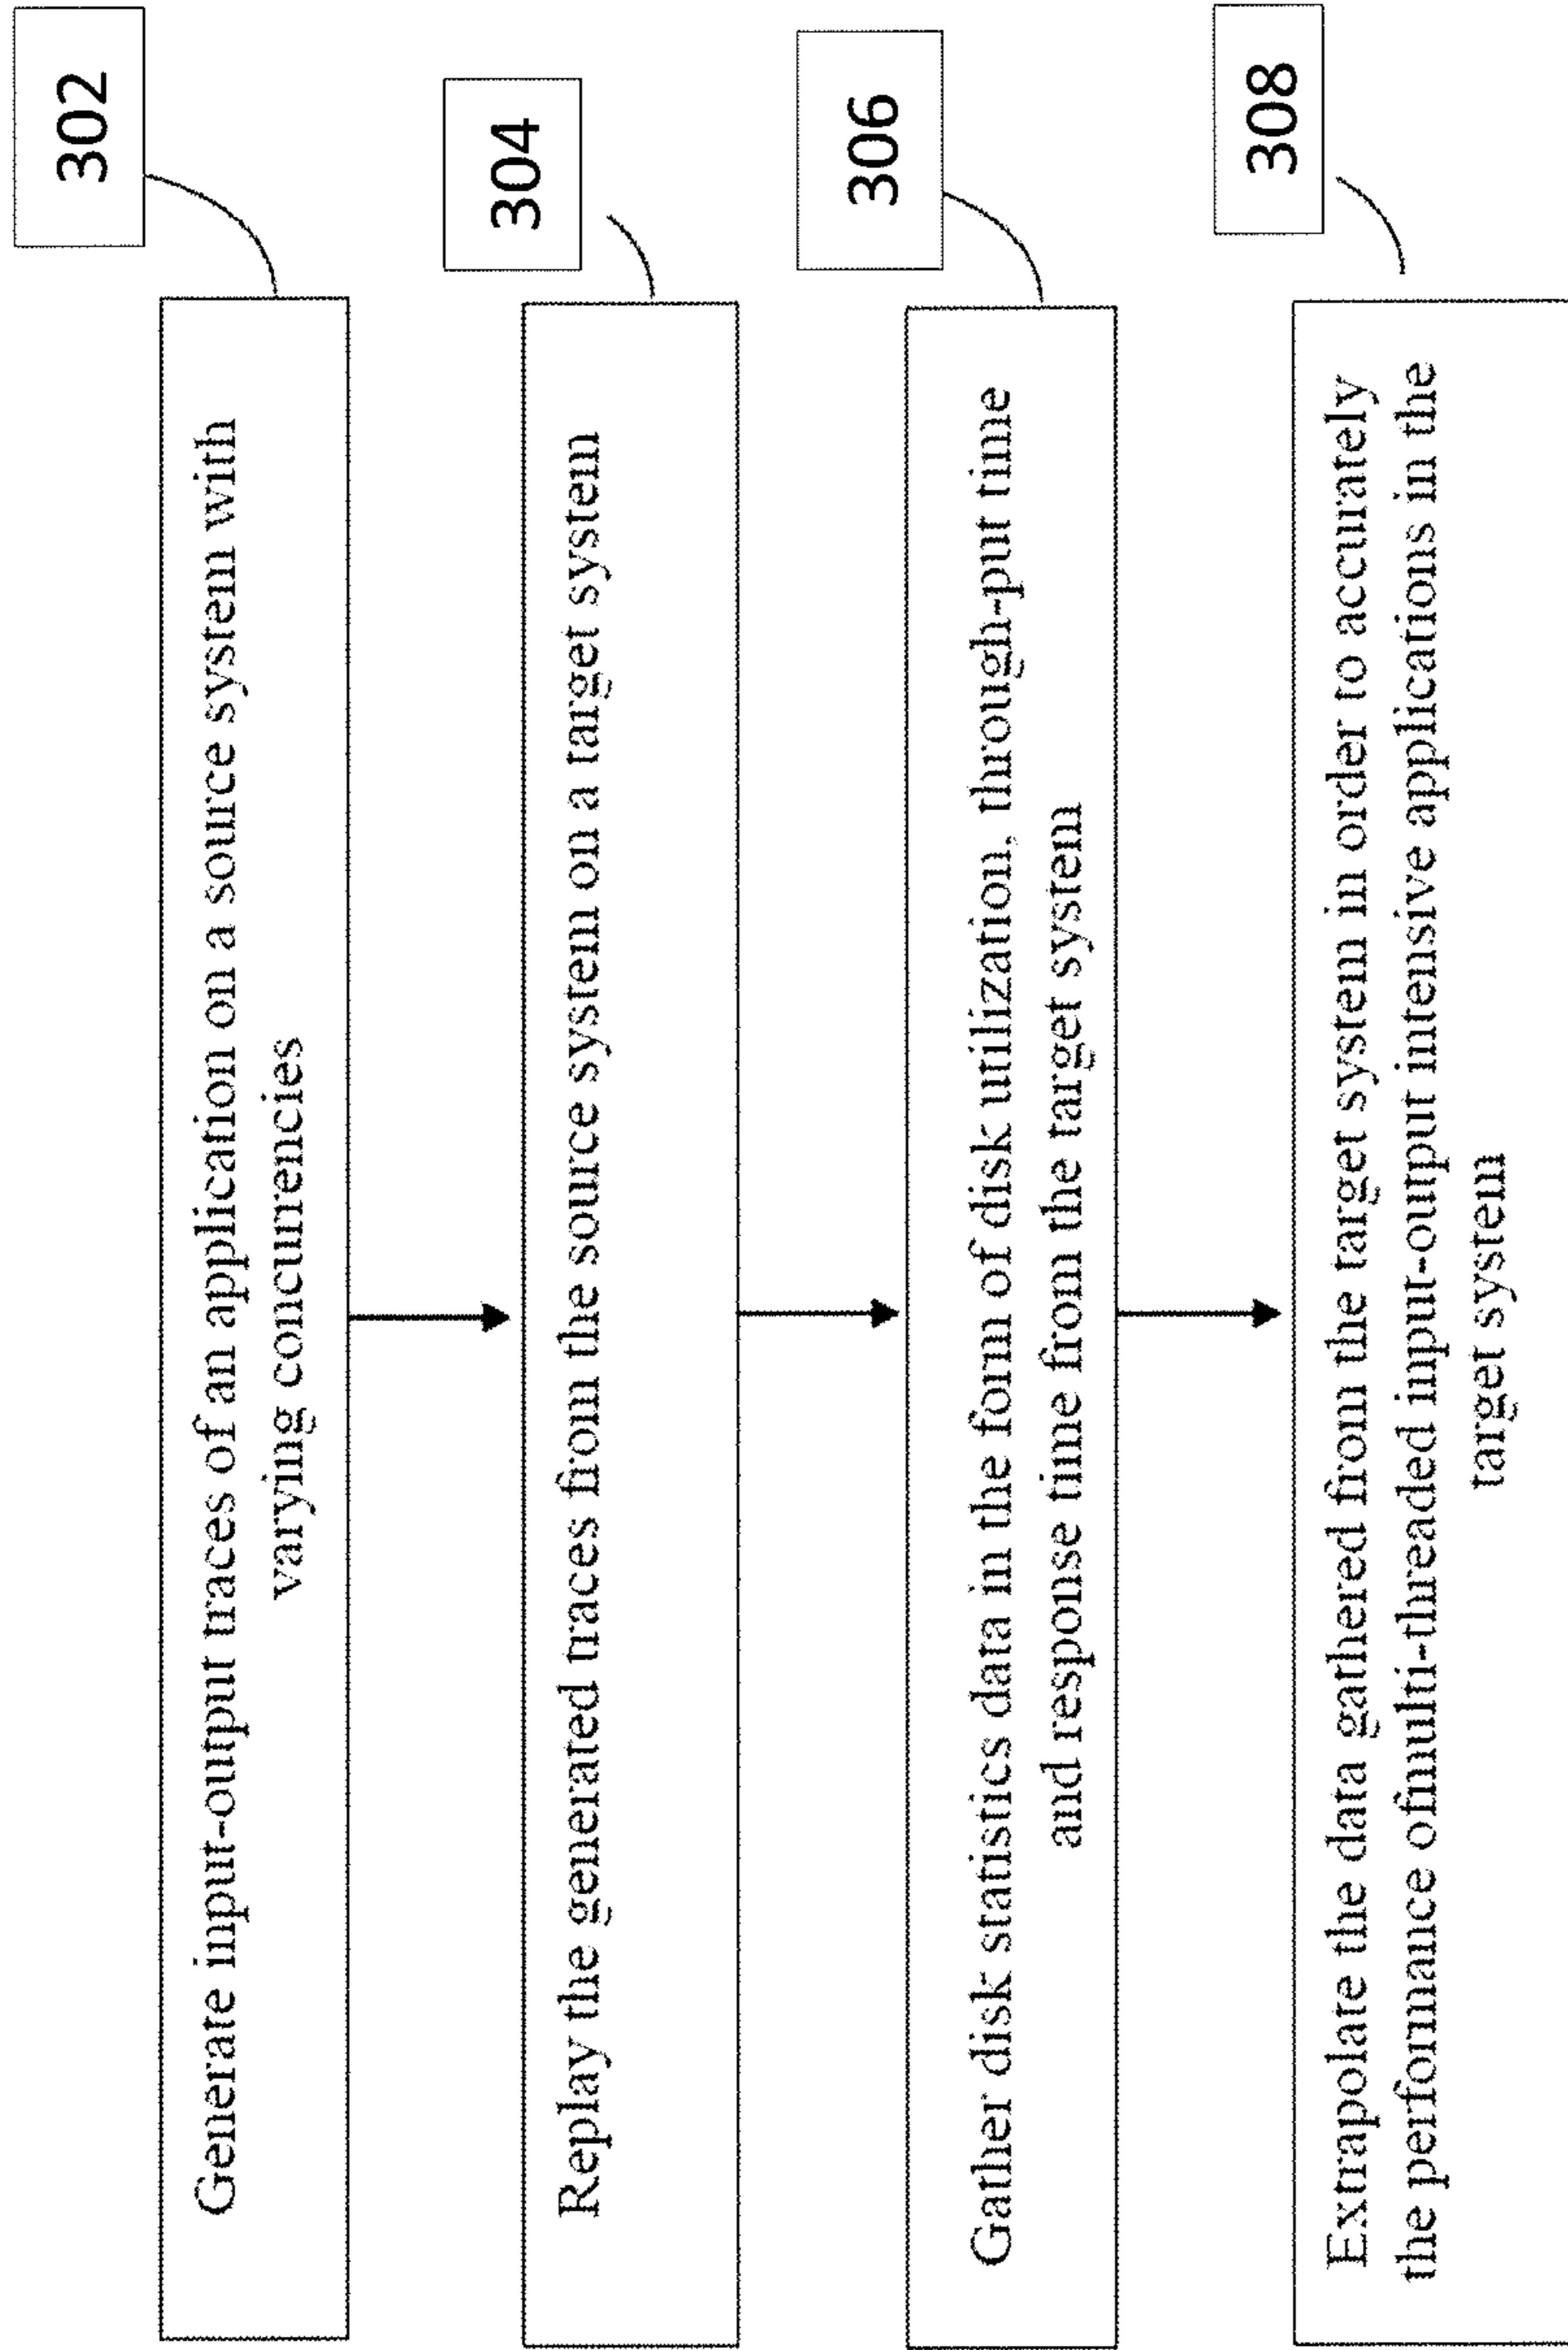 302
Generate input-output traces of an application on a source system with
varying concurrencies
304
Replay the generated traces from the source system on a target system
306
Gather disk statistics data in the form of disk utilization, through-put time
and response time from the target system
308
Extrapolate the data gathered from the target system in order to accurately
the performance ofmulti-threaded input-output intensive applications in the
target system